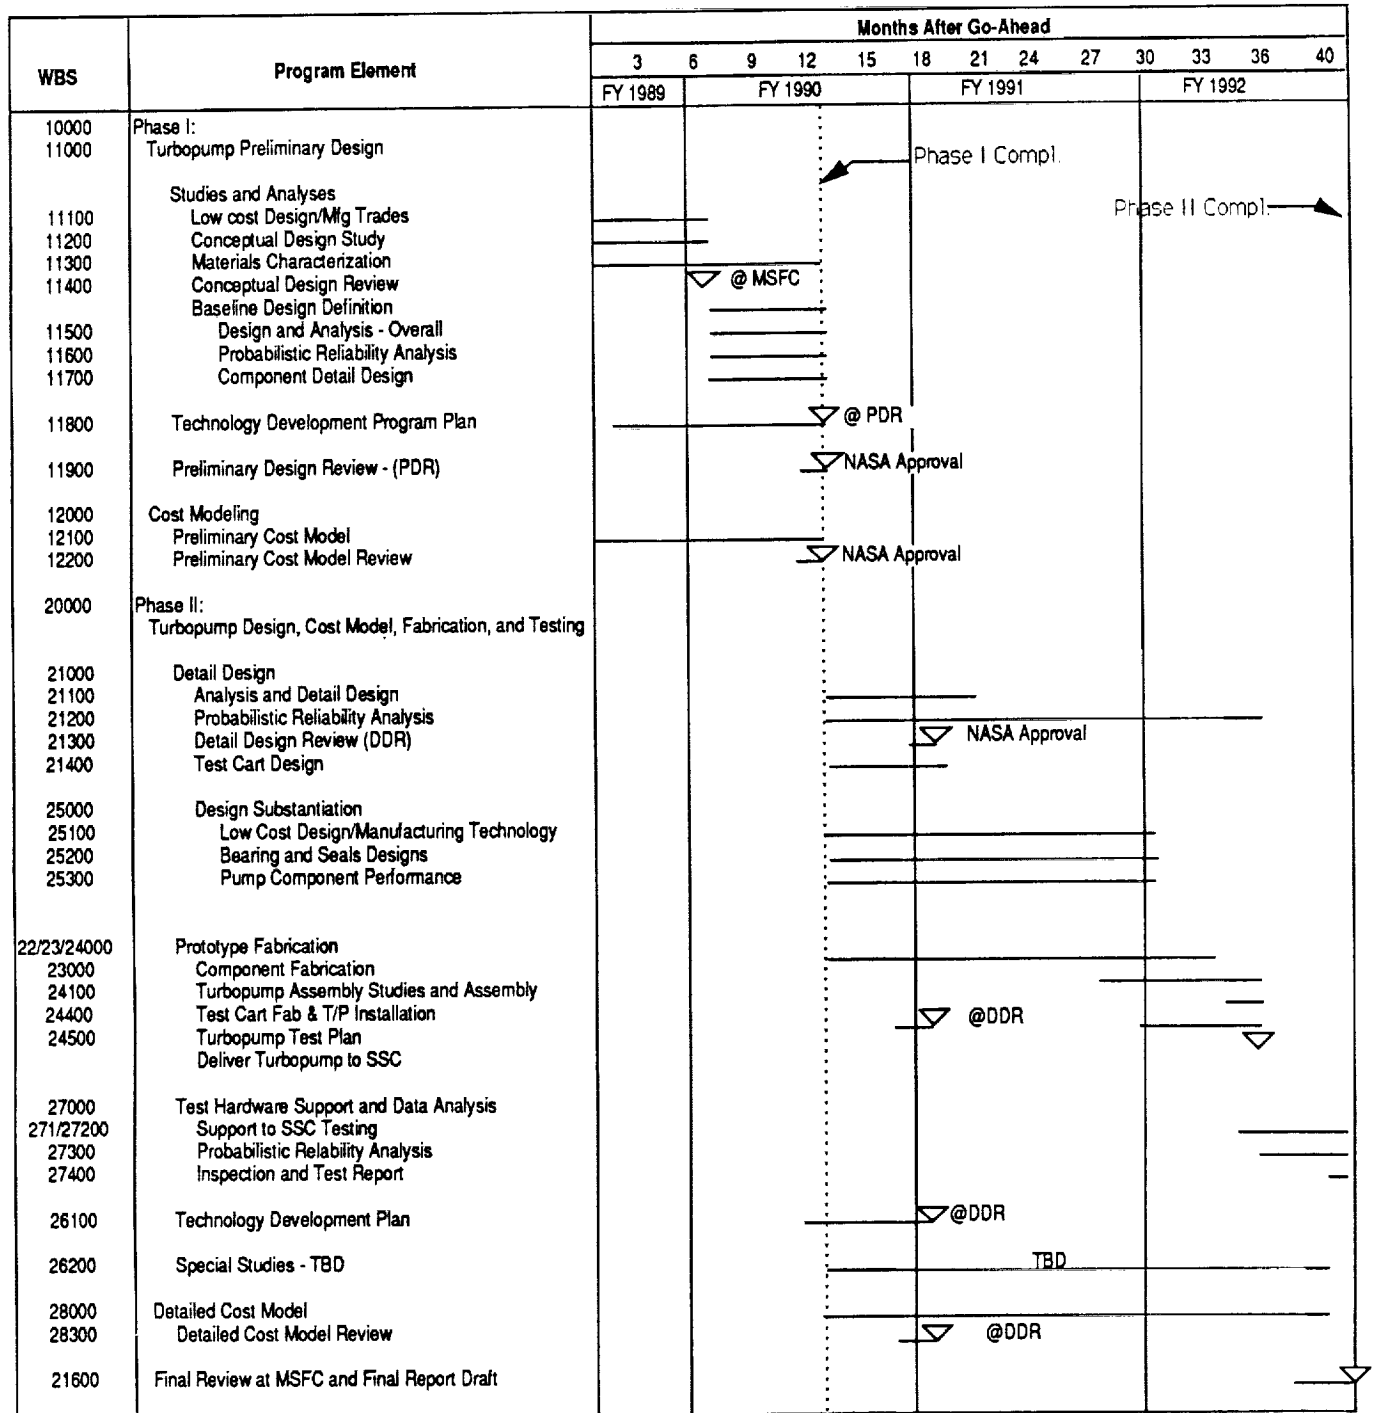 Months After Go-Ahead
WBS Program Element 3 6 9 12 15 18 21 24 27 30 33 36 40
FY 1989 FY 1990 FY 1991 FY 1992
10000 Phase I:
11000 Turbopump Preliminary Design
Phase I Compl.
Studies and Analyses
Phase II Compl.
11100 Low cost Design/Mfg Trades
11200 Conceptual Design Study
11300 Materials Characterization
11400 Conceptual Design Review @ MSFC
Baseline Design Definition
11500 Design and Analysis - Overall
11600 Probabilistic Reliability Analysis
11700 Component Detail Design
11800 Technology Development Program Plan @ PDR
11900 Preliminary Design Review - (PDR) NASA Approval
12000 Cost Modeling
12100 Preliminary Cost Model
12200 Preliminary Cost Model Review NASA Approval
20000 Phase II:
Turbopump Design, Cost Model, Fabrication, and Testing
21000 Detail Design
21100 Analysis and Detail Design
21200 Probabilistic Reliability Analysis
21300 Detail Design Review (DDR) NASA Approval
21400 Test Cart Design
25000 Design Substantiation
25100 Low Cost Design/Manufacturing Technology
25200 Bearing and Seals Designs
25300 Pump Component Performance
22/23/24000 Prototype Fabrication
23000 Component Fabrication
24100 Turbopump Assembly Studies and Assembly
24400 Test Cart Fab & T/P Installation @DDR
24500 Turbopump Test Plan
Deliver Turbopump to SSC
27000 Test Hardware Support and Data Analysis
271/27200 Support to SSC Testing
27300 Probabilistic Relability Analysis
27400 Inspection and Test Report
26100 Technology Development Plan @DDR
26200 Special Studies - TBD TBD
28000 Detailed Cost Model
28300 Detailed Cost Model Review @DDR
21600 Final Review at MSFC and Final Report Draft